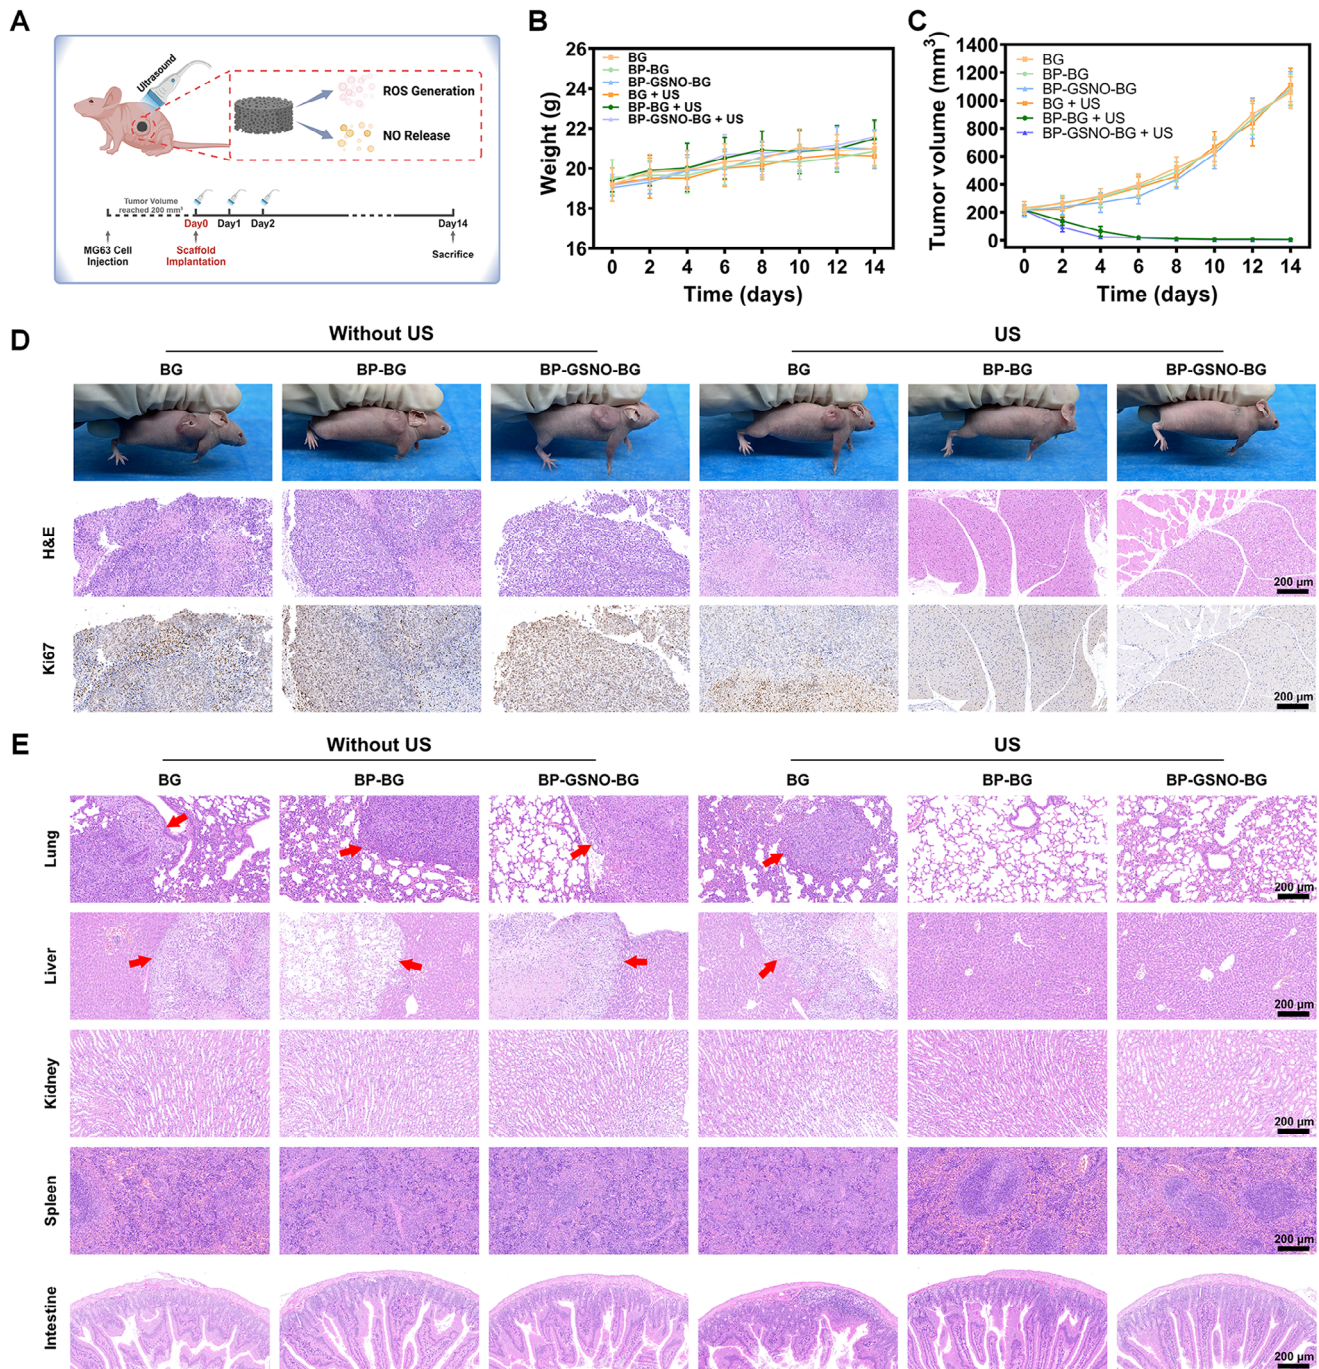 A
Ultrasound
ROS Generation
NO Release
Tumor Volume
reached 200 mm³
Day0
Day1
Day2
Day14
MG63 Cell
Injection
Scaffold
Implantation
Sacrifice
B
Weight (g)
26
24
22
20
18
16
BG
BP-BG
BP-GSNO-BG
BG + US
BP-BG + US
BP-GSNO-BG + US
0 2 4 6 8 10 12 14
Time (days)
C
Tumor volume (mm³)
1400
1200
1000
800
600
400
200
0
BG
BP-BG
BP-GSNO-BG
BG + US
BP-BG + US
BP-GSNO-BG + US
0 2 4 6 8 10 12 14
Time (days)
D
Without US
US
BG BP-BG BP-GSNO-BG BG BP-BG BP-GSNO-BG
H&E
200 µm
Ki67
200 µm
E
Without US
US
BG BP-BG BP-GSNO-BG BG BP-BG BP-GSNO-BG
Lung
200 µm
Liver
200 µm
Kidney
200 µm
Spleen
200 µm
Intestine
200 µm